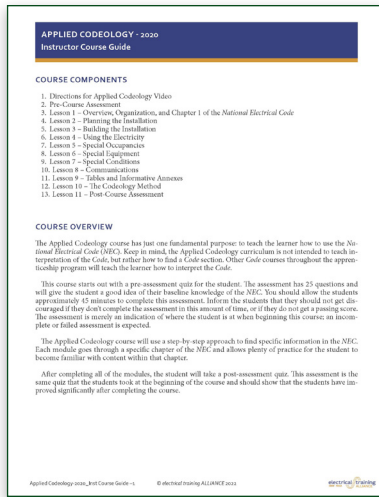 APPLIED CODEOLOGY - 2020
Instructor Course Guide
COURSE COMPONENTS
1. Directions for Applied Codeology Video
2. Pre-Course Assessment
3. Lesson 1 – Overview, Organization, and Chapter 1 of the National Electrical Code
4. Lesson 2 – Planning the Installation
5. Lesson 3 – Building the Installation
6. Lesson 4 – Using the Electricity
7. Lesson 5 – Special Occupancies
8. Lesson 6 – Special Equipment
9. Lesson 7 – Special Conditions
10. Lesson 8 – Communications
11. Lesson 9 – Tables and Informative Annexes
12. Lesson 10 – The Codeology Method
13. Lesson 11 – Post-Course Assessment
COURSE OVERVIEW
The Applied Codeology course has just one fundamental purpose: to teach the learner how to use the Na-
tional Electrical Code (NEC). Keep in mind, the Applied Codeology curriculum is not intended to teach in-
terpretation of the Code, but rather how to find a Code section. Other Code courses throughout the appren-
ticeship program will teach the learner how to interpret the Code.
This course starts out with a pre-assessment quiz for the student. The assessment has 25 questions and
will give the student a good idea of their baseline knowledge of the NEC. You should allow the students
approximately 45 minutes to complete this assessment. Inform the students that they should not get dis-
couraged if they don't complete the assessment in this amount of time, or if they do not get a passing score.
The assessment is merely an indication of where the student is at when beginning this course; an incom-
plete or failed assessment is expected.
The Applied Codeology course will use a step-by-step approach to find specific information in the NEC.
Each module goes through a specific chapter of the NEC and allows plenty of practice for the student to
become familiar with content within that chapter.
After completing all of the modules, the student will take a post-assessment quiz. This assessment is the
same quiz that the students took at the beginning of the course and should show that the students have im-
proved significantly after completing the course.
Applied Codeology-2020_Inst Course Guide -1 © electrical training ALLIANCE 2021
electrical training
ALLIANCE